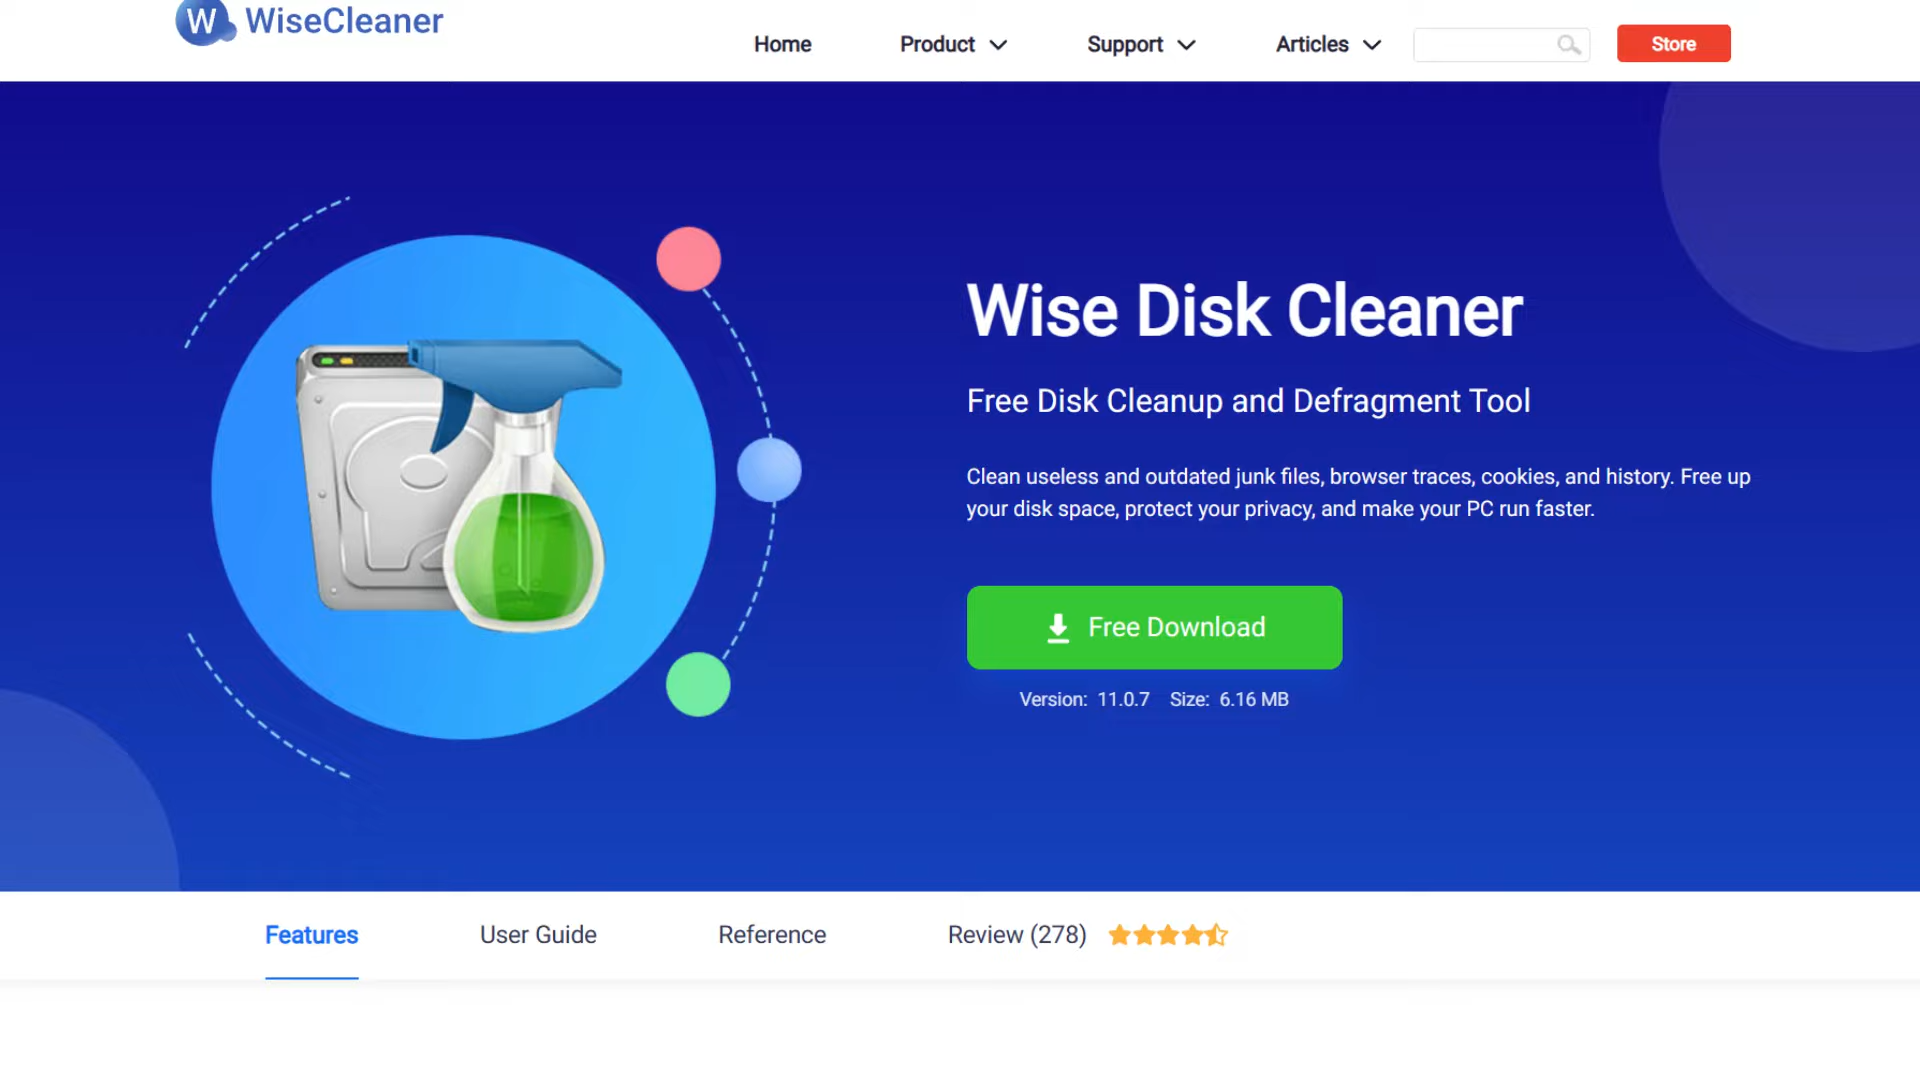 WiseCleaner
Home
Product
Support
Articles
Store
Wise Disk Cleaner
Free Disk Cleanup and Defragment Tool
Clean useless and outdated junk files, browser traces, cookies, and history. Free up
your disk space, protect your privacy, and make your PC run faster.
Free Download
Version: 11.0.7 Size: 6.16 MB
Features
User Guide
Reference
Review (278)